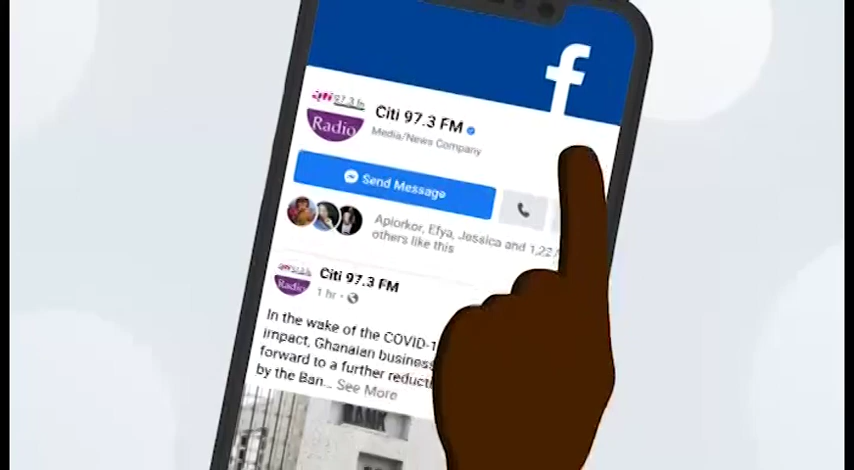 f
citi 97.3 fm
Radio
Citi 97.3 FM
Media/News Company
Send Message
Apiorkor, Efya, Jessica and 1,22
others like this
citi 97.3 fm
Radio
Citi 97.3 FM
1 hr ·
In the wake of the COVID-1
impact, Ghanaian business
forward to a further reducti
by the Ban... See More
BANK